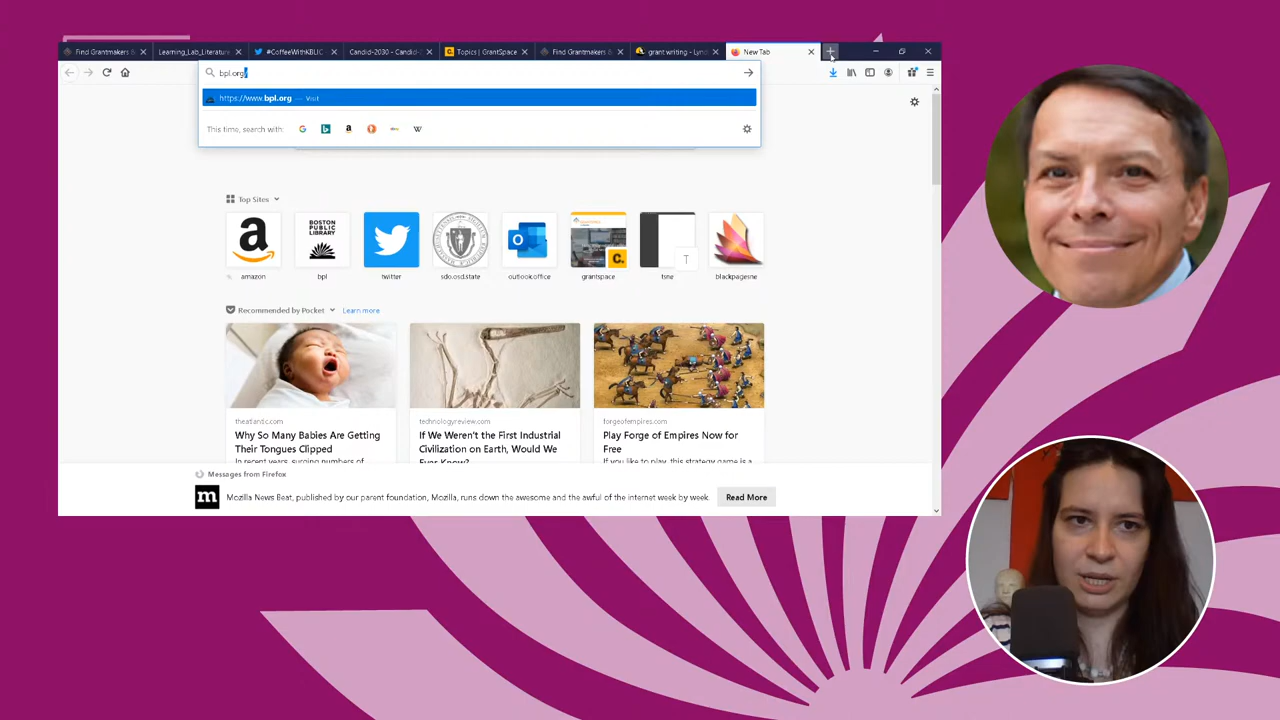 Find Grantmakers &
Learning_Lab_Literature
#CoffeeWithKBLIC
Candid-2030 - Candid-
Topics | GrantSpace
Find Grantmakers &
grant writing - Lynd
New Tab
bpl.org/
https://www.bpl.org — Visit
This time, search with:
Top Sites
BOSTON
PUBLIC
LIBRARY
T
amazon
bpl
twitter
sdo.osd.state
outlook.office
grantspace
tsne
blackpagesne
Recommended by Pocket
Learn more
theatlantic.com
Why So Many Babies Are Getting
Their Tongues Clipped
In recent years, surging numbers of
technologyreview.com
If We Weren't the First Industrial
Civilization on Earth, Would We
Ever Know?
forgeofempires.com
Play Forge of Empires Now for
Free
If you like to play, this strategy game is a
Messages from Firefox
m
Mozilla News Beat, published by our parent foundation, Mozilla, runs down the awesome and the awful of the internet week by week.
Read More